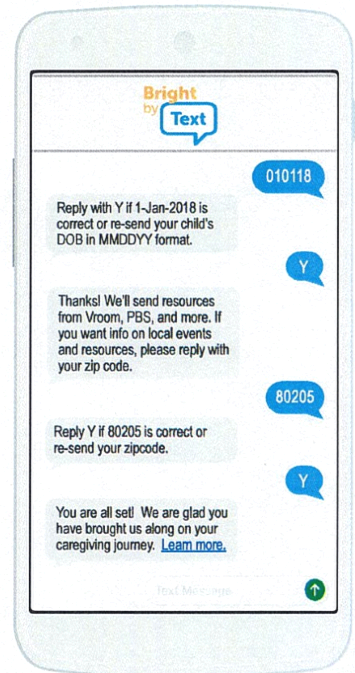 Bright
by Text
010118
Reply with Y if 1-Jan-2018 is
correct or re-send your child's
DOB in MMDDYY format.
Y
Thanks! We'll send resources
from Vroom, PBS, and more. If
you want info on local events
and resources, please reply with
your zip code.
80205
Reply Y if 80205 is correct or
re-send your zipcode.
Y
You are all set! We are glad you
have brought us along on your
caregiving journey. Learn more.
Text Message